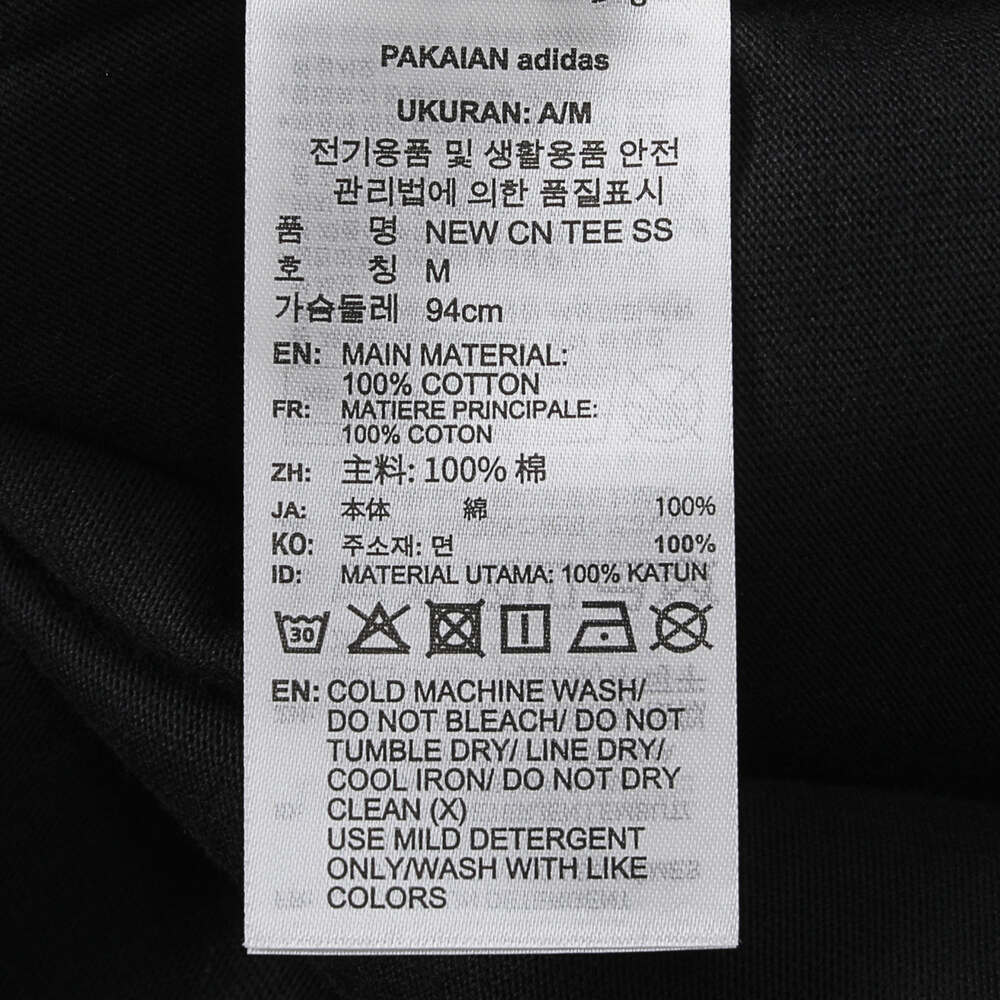 PAKAIAN adidas
UKURAN: A/M
전기용품 및 생활용품 안전
관리법에 의한 품질표시
품 명 NEW CN TEE SS
호 칭 M
가슴둘레 94cm
EN: MAIN MATERIAL:
100% COTTON
FR: MATIERE PRINCIPALE:
100% COTON
ZH: 主料: 100% 棉
JA: 本体 綿 100%
KO: 주소재: 면 100%
ID: MATERIAL UTAMA: 100% KATUN
30
EN: COLD MACHINE WASH/
DO NOT BLEACH/ DO NOT
TUMBLE DRY/ LINE DRY/
COOL IRON/ DO NOT DRY
CLEAN (X)
USE MILD DETERGENT
ONLY/WASH WITH LIKE
COLORS